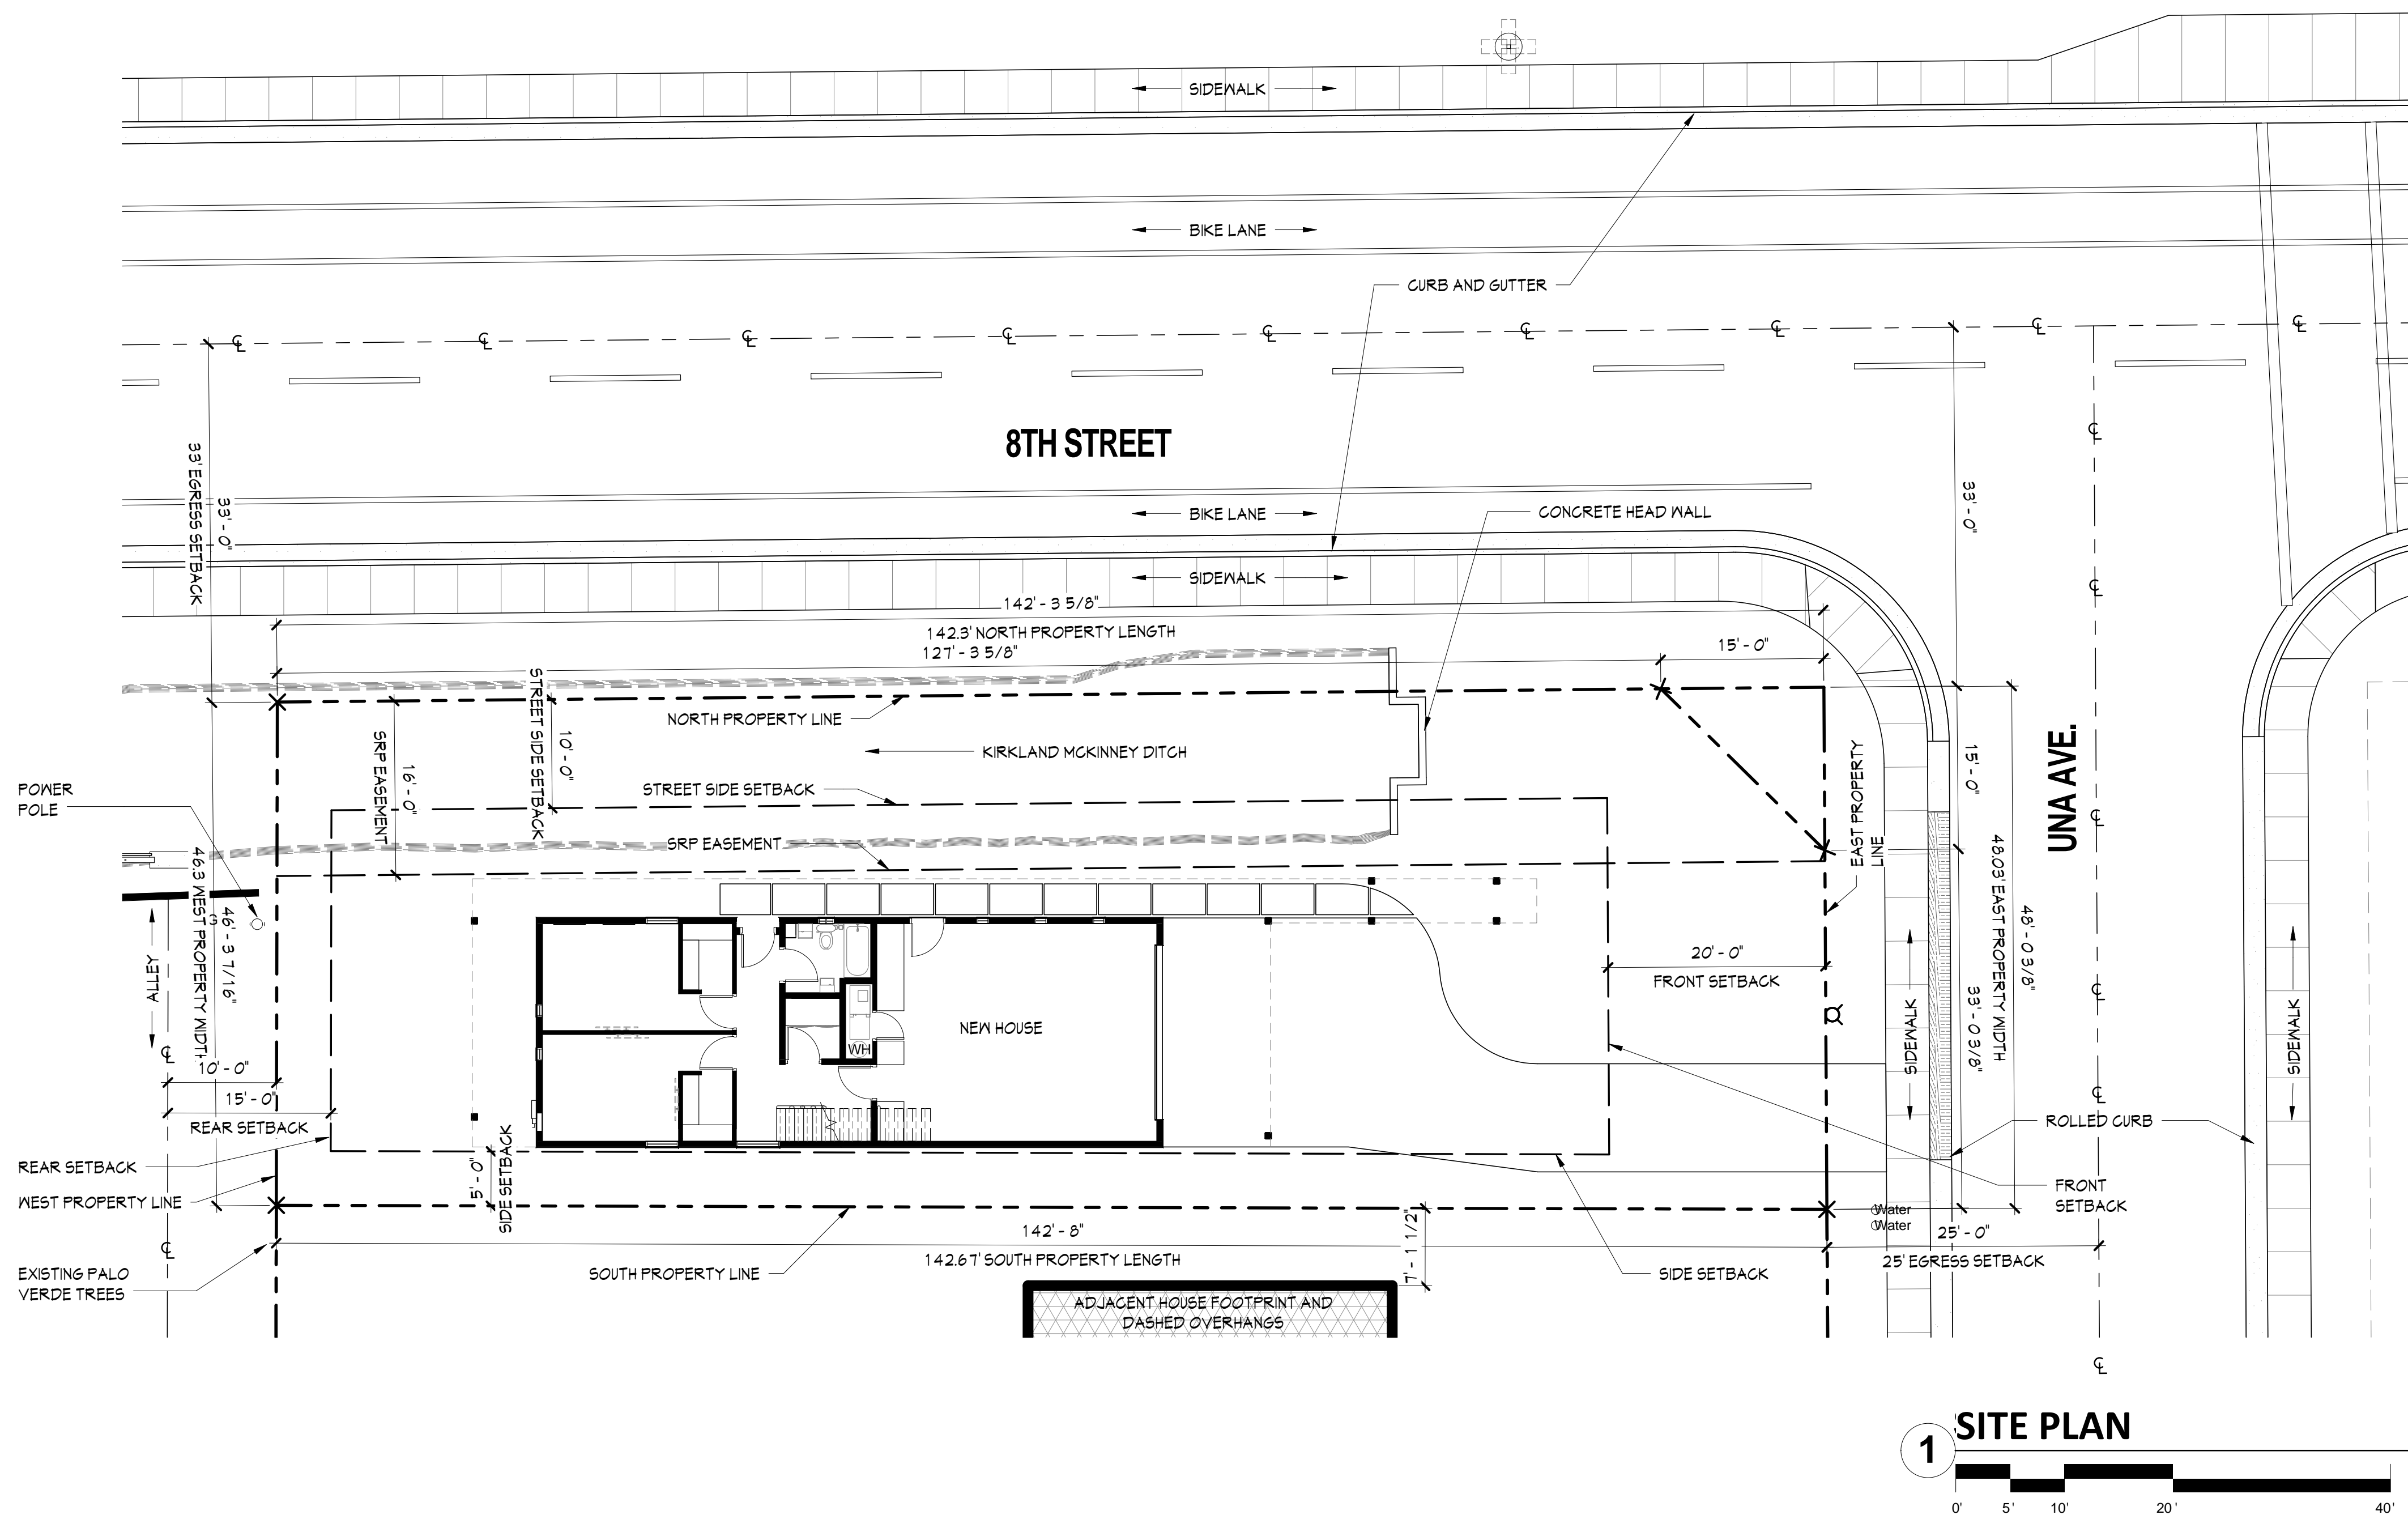 SIDEWALK
BIKE LANE
CURB AND GUTTER
℄ ℄ ℄ ℄ ℄ ℄ ℄ ℄ ℄
8TH STREET
33' EGRESS SETBACK
33' - 0"
33' - 0"
BIKE LANE
CONCRETE HEAD WALL
SIDEWALK
142' - 3 5/8"
142.3' NORTH PROPERTY LENGTH
127' - 3 5/8"
15' - 0"
NORTH PROPERTY LINE
STREET SIDE SETBACK
10' - 0"
SRP EASEMENT
16' - 0"
KIRKLAND MCKINNEY DITCH
STREET SIDE SETBACK
SRP EASEMENT
EAST PROPERTY
LINE
15' - 0"
UNA AVE.
℄
℄
℄
℄
℄
℄
POWER
POLE
46.3 WEST PROPERTY WIDTH
46' - 3 7/16"
G
ALLEY
℄
10' - 0"
15' - 0"
REAR SETBACK
NEW HOUSE
WH
20' - 0"
FRONT SETBACK
48.03' EAST PROPERTY WIDTH
48' - 0 3/8"
33' - 0 3/8"
SIDEWALK
SIDEWALK
ROLLED CURB
REAR SETBACK
WEST PROPERTY LINE
5' - 0"
SIDE SETBACK
FRONT
SETBACK
Water
Water
25' - 0"
25' EGRESS SETBACK
142' - 8"
142.67' SOUTH PROPERTY LENGTH
7' - 1 1/2"
℄
EXISTING PALO
VERDE TREES
SOUTH PROPERTY LINE
SIDE SETBACK
ADJACENT HOUSE FOOTPRINT AND
DASHED OVERHANGS
℄
1
SITE PLAN
0' 5' 10' 20' 40'